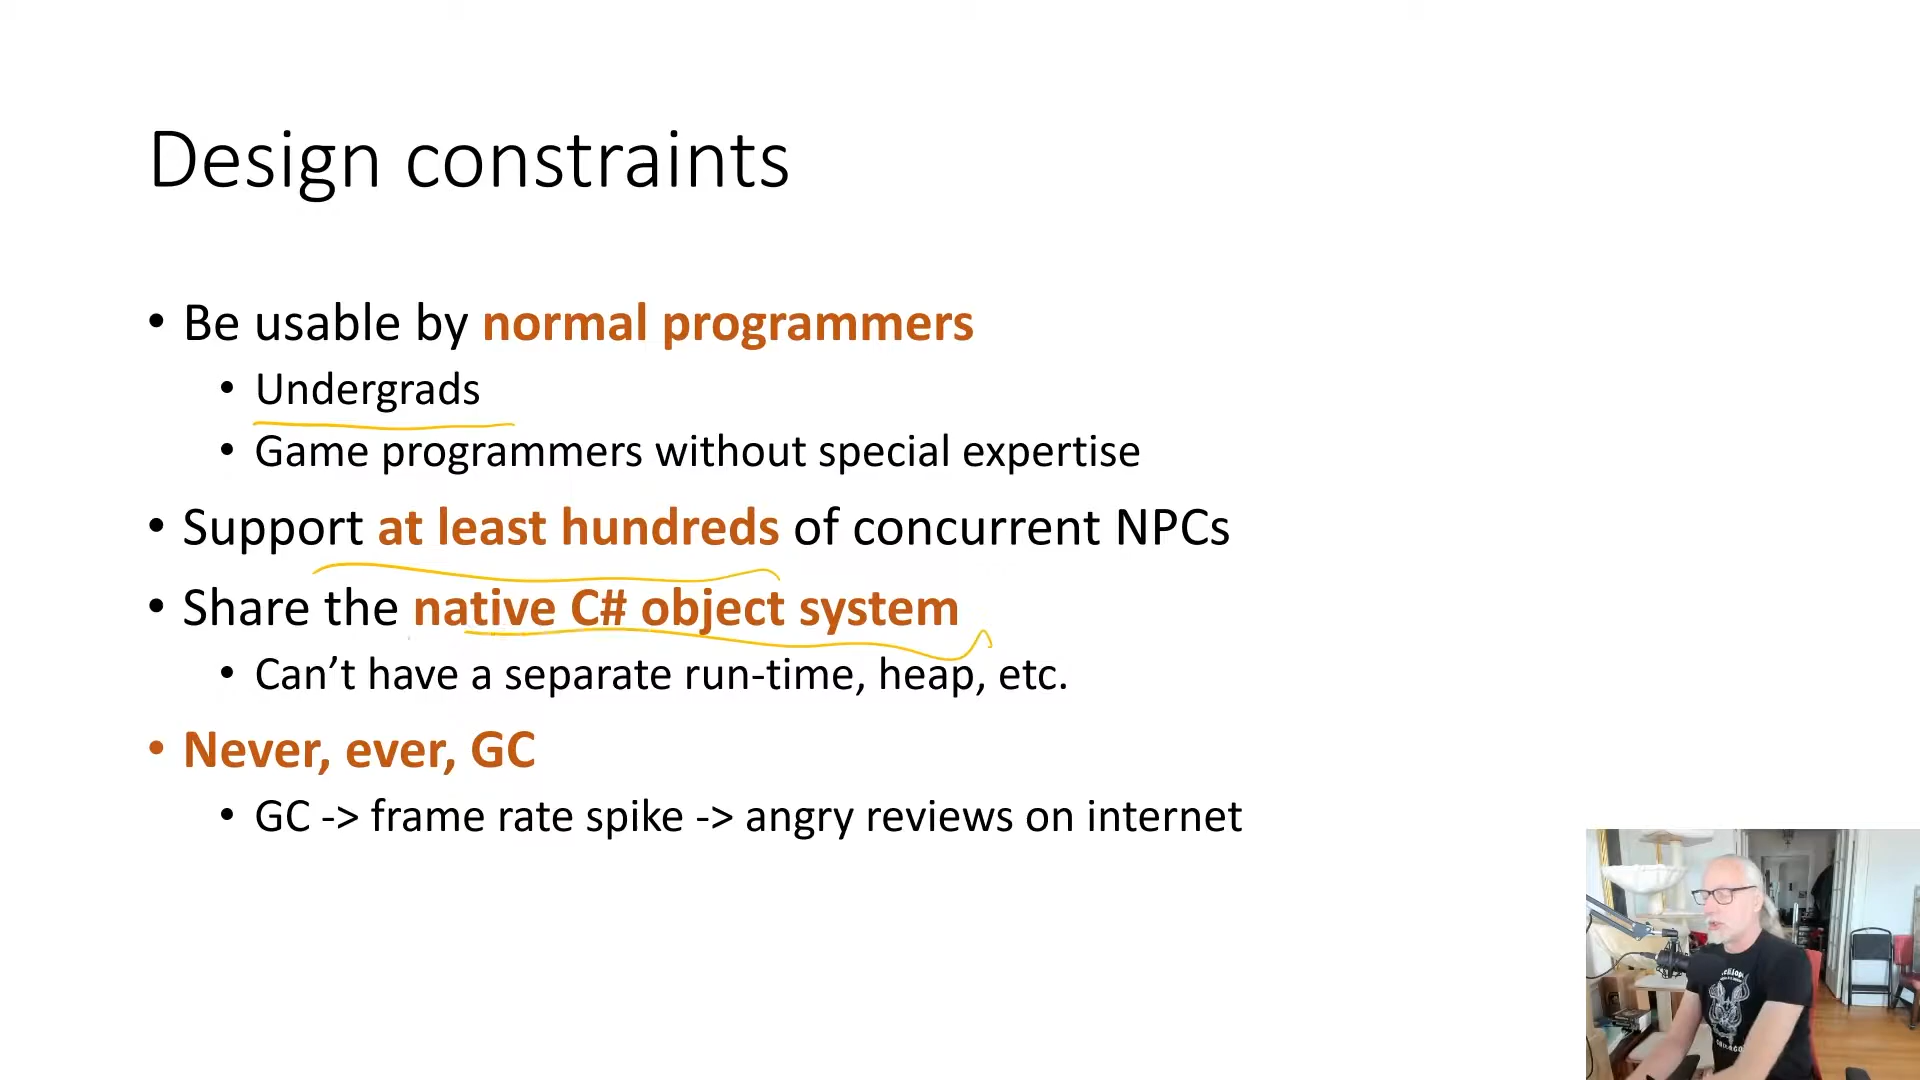 Design constraints
• Be usable by normal programmers
• Undergrads
• Game programmers without special expertise
• Support at least hundreds of concurrent NPCs
• Share the native C# object system
• Can’t have a separate run-time, heap, etc.
• Never, ever, GC
• GC -> frame rate spike -> angry reviews on internet